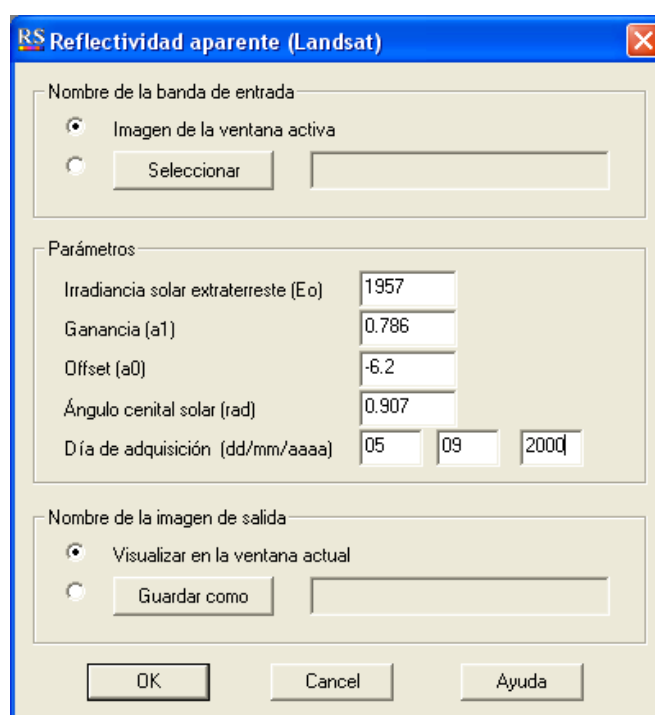 RS Reflectividad aparente (Landsat)
Nombre de la banda de entrada
Imagen de la ventana activa
Seleccionar
Parámetros
Irradiancia solar extraterreste (Eo) 1957
Ganancia (a1) 0.786
Offset (a0) -6.2
Ángulo cenital solar (rad) 0.907
Día de adquisición (dd/mm/aaaa) 05 09 2000
Nombre de la imagen de salida
Visualizar en la ventana actual
Guardar como
OK Cancel Ayuda